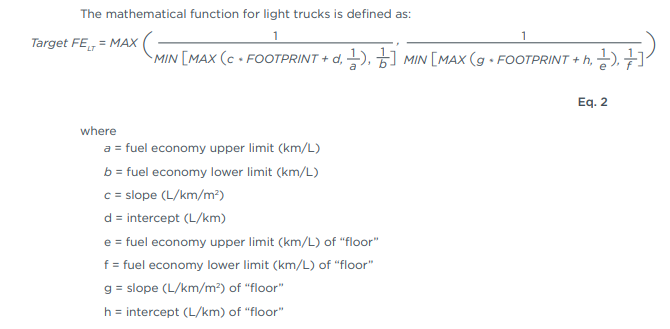 The mathematical function for light trucks is defined as:
Target FE_LT = MAX ( 1 / MIN [MAX (c • FOOTPRINT + d, 1/a), 1/b] , 1 / MIN [MAX (g • FOOTPRINT + h, 1/e), 1/f] )
Eq. 2
where
a = fuel economy upper limit (km/L)
b = fuel economy lower limit (km/L)
c = slope (L/km/m²)
d = intercept (L/km)
e = fuel economy upper limit (km/L) of “floor”
f = fuel economy lower limit (km/L) of “floor”
g = slope (L/km/m²) of “floor”
h = intercept (L/km) of “floor”